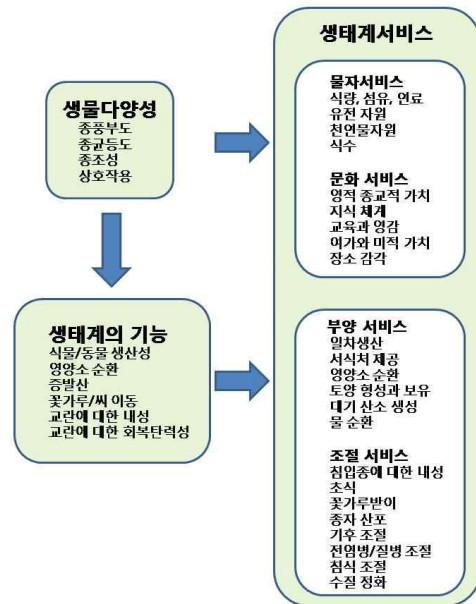 생태계서비스
생물다양성
종풍부도
종균등도
종조성
상호작용
물자서비스
식량, 섬유, 연료
유전 자원
천연물자원
식수
문화 서비스
영적 종교적 가치
지식 체계
교육과 영감
여가와 미적 가치
장소 감각
생태계의 기능
식물/동물 생산성
영양소 순환
증발산
꽃가루/씨 이동
교란에 대한 내성
교란에 대한 회복탄력성
부양 서비스
일차생산
서식처 제공
영양소 순환
토양 형성과 보유
대기 산소 생성
물 순환
조절 서비스
침입종에 대한 내성
초식
꽃가루받이
종자 산포
기후 조절
전염병/질병 조절
침식 조절
수질 정화